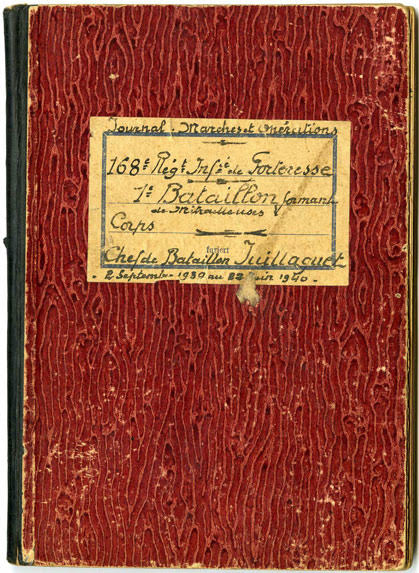 Journal : Marches et Opérations
168e Régt. Infie de Forteresse
1e Bataillon formant
de Mitrailleuses
Corps
furiert
Chef de Bataillon Juillaguet
- 2 Septembre 1939 au 22 Juin 1940 -